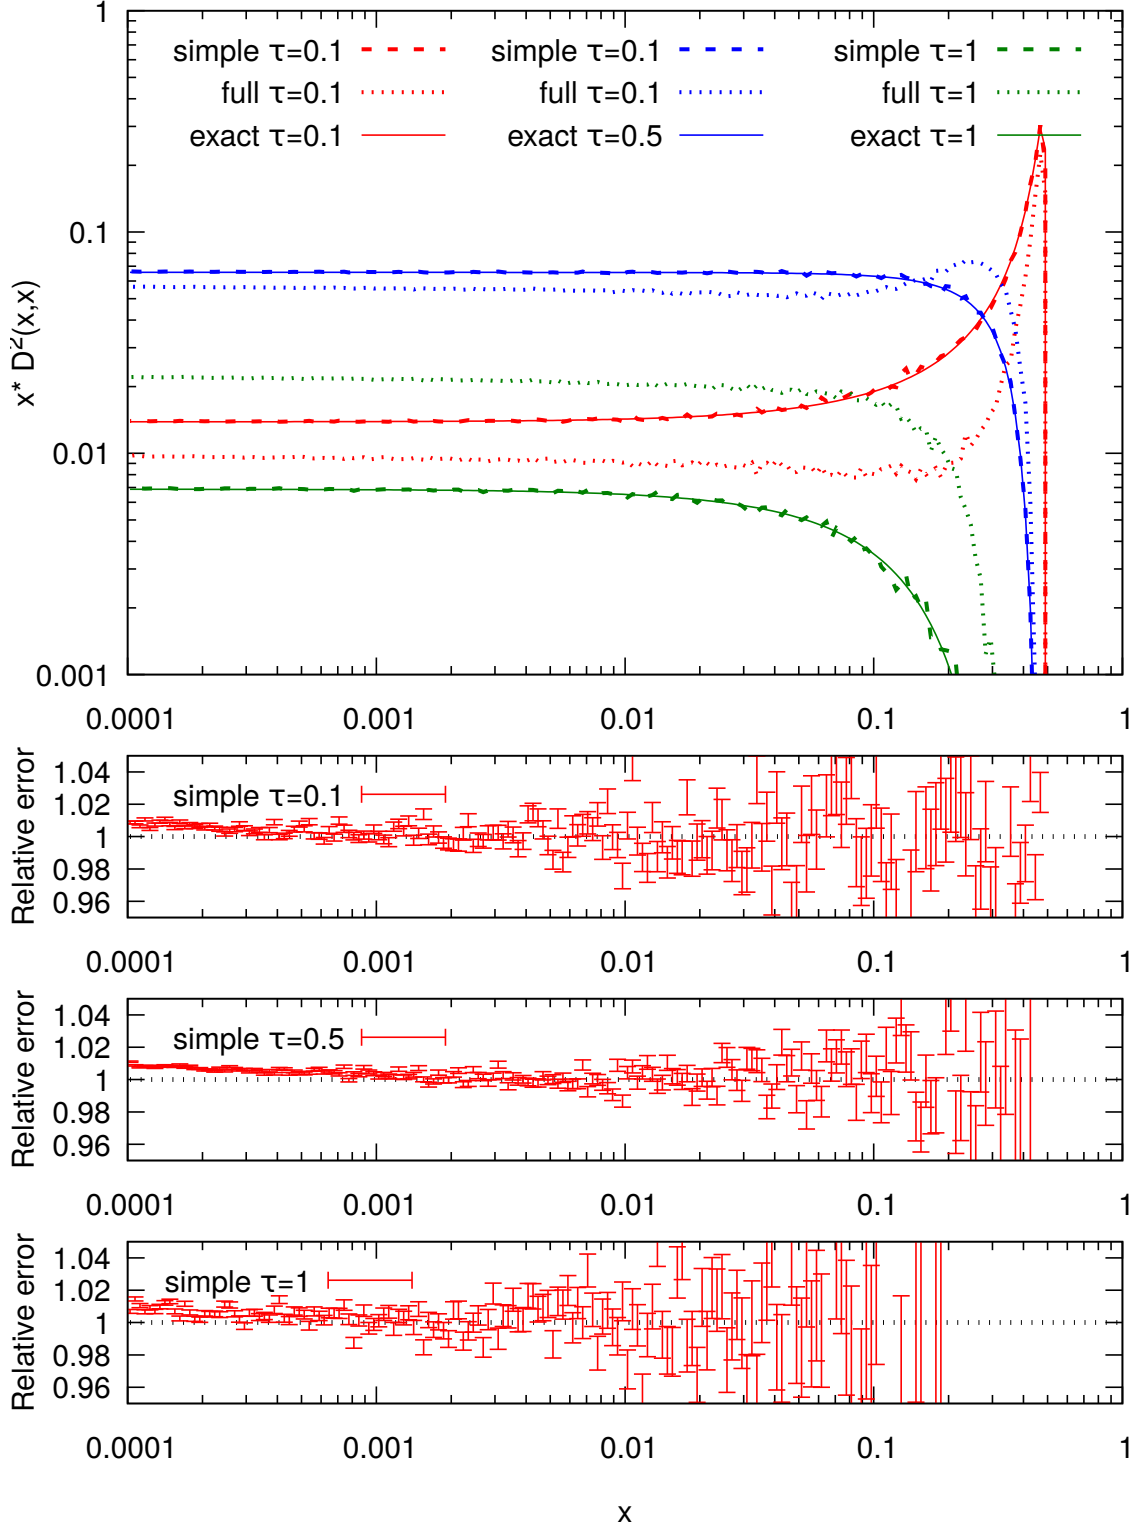 1
simple τ=0.1 simple τ=0.1 simple τ=1
full τ=0.1 full τ=0.1 full τ=1
exact τ=0.1 exact τ=0.5 exact τ=1
0.1
x* D²(x,x)
0.01
0.001
0.0001 0.001 0.01 0.1 1
Relative error
1.04
simple τ=0.1
1.02
1
0.98
0.96
0.0001 0.001 0.01 0.1 1
Relative error
1.04
simple τ=0.5
1.02
1
0.98
0.96
0.0001 0.001 0.01 0.1 1
Relative error
1.04
simple τ=1
1.02
1
0.98
0.96
0.0001 0.001 0.01 0.1 1
x